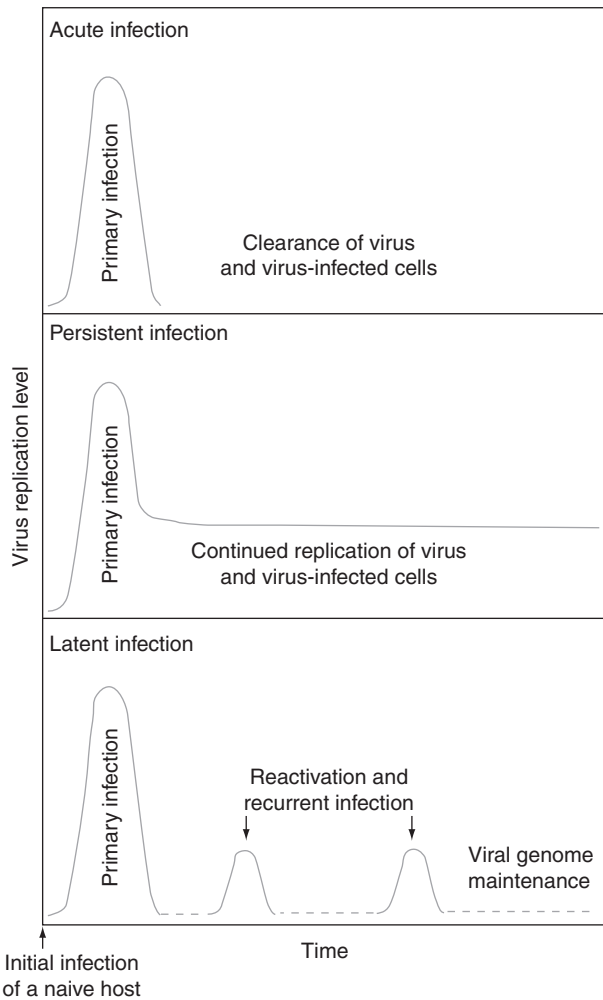 Acute infection
Primary infection
Clearance of virus
and virus-infected cells
Persistent infection
Virus replication level
Primary infection
Continued replication of virus
and virus-infected cells
Latent infection
Primary infection
Reactivation and
recurrent infection
Viral genome
maintenance
Time
Initial infection
of a naive host